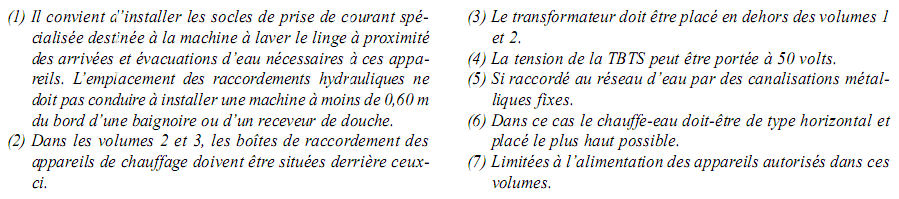 (1) Il convient d'installer les socles de prise de courant spé-
cialisée destinée à la machine à laver le linge à proximité
des arrivées et évacuations d'eau nécessaires à ces appa-
reils. L'emplacement des raccordements hydrauliques ne
doit pas conduire à installer une machine à moins de 0,60 m
du bord d'une baignoire ou d'un receveur de douche.
(2) Dans les volumes 2 et 3, les boîtes de raccordement des
appareils de chauffage doivent être situées derrière ceux-
ci.
(3) Le transformateur doit être placé en dehors des volumes 1
et 2.
(4) La tension de la TBTS peut être portée à 50 volts.
(5) Si raccordé au réseau d'eau par des canalisations métal-
liques fixes.
(6) Dans ce cas le chauffe-eau doit-être de type horizontal et
placé le plus haut possible.
(7) Limitées à l'alimentation des appareils autorisés dans ces
volumes.